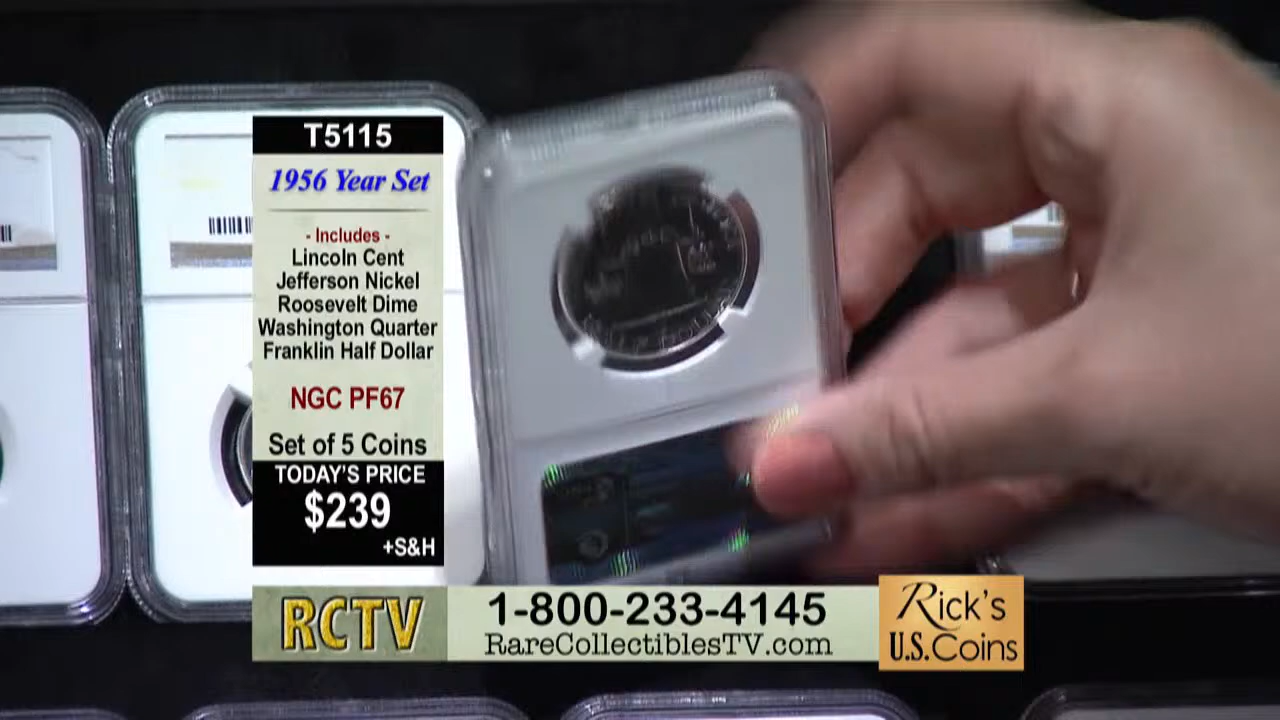 T5115
1956 Year Set
- Includes -
Lincoln Cent
Jefferson Nickel
Roosevelt Dime
Washington Quarter
Franklin Half Dollar
NGC PF67
Set of 5 Coins
TODAY'S PRICE
$239
+S&H
RCTV
1-800-233-4145
RareCollectiblesTV.com
Rick's
U.S. Coins